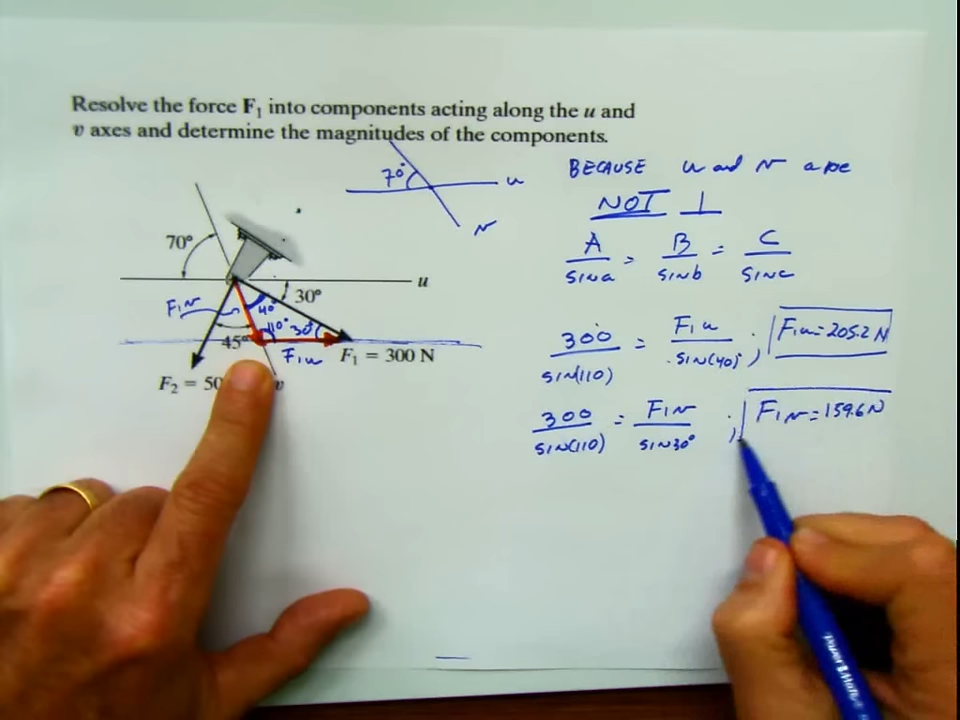 Resolve the force F₁ into components acting along the u and
v axes and determine the magnitudes of the components.
BECAUSE u and v are
NOT ⊥
70°
u
v
A/sin a = B/sin b = C/sin c
70°
u
30°
F1v
40°
110° 30°
45°
F1u
F₁ = 300 N
F₂ = 50
v
300/sin(110) = F1u/sin(40)° ; F1u = 205.2 N
300/sin(110) = F1v/sin30° ; F1v = 159.6 N
PaperMate